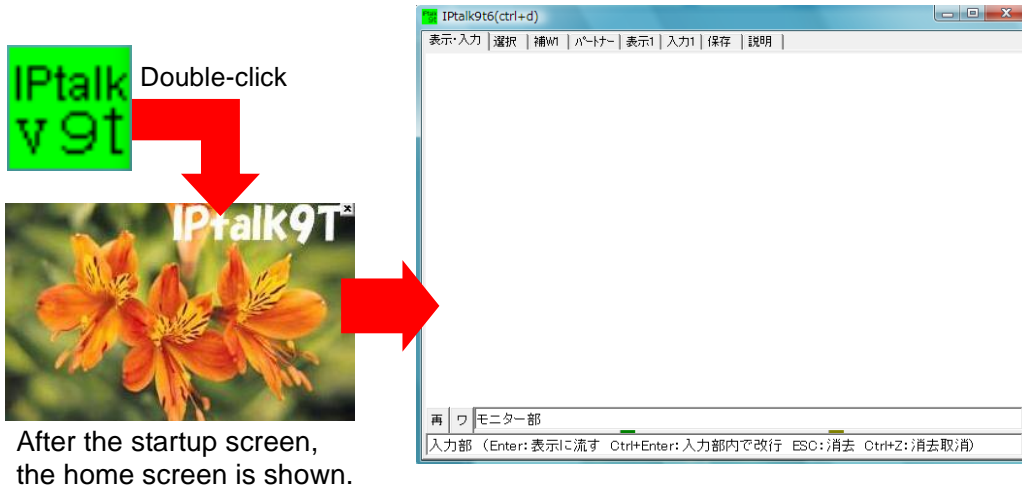 IPtalk
v 9t
Double-click
IPtalk9T
After the startup screen,
the home screen is shown.
IPtalk9t6(ctrl+d)
表示・入力 | 選択 | 補W1 | パートナー | 表示1 | 入力1 | 保存 | 説明 |
再 ワ モニター部
入力部 （Enter：表示に流す Ctrl+Enter：入力部内で改行 ESC：消去 Ctrl+Z：消去取消）